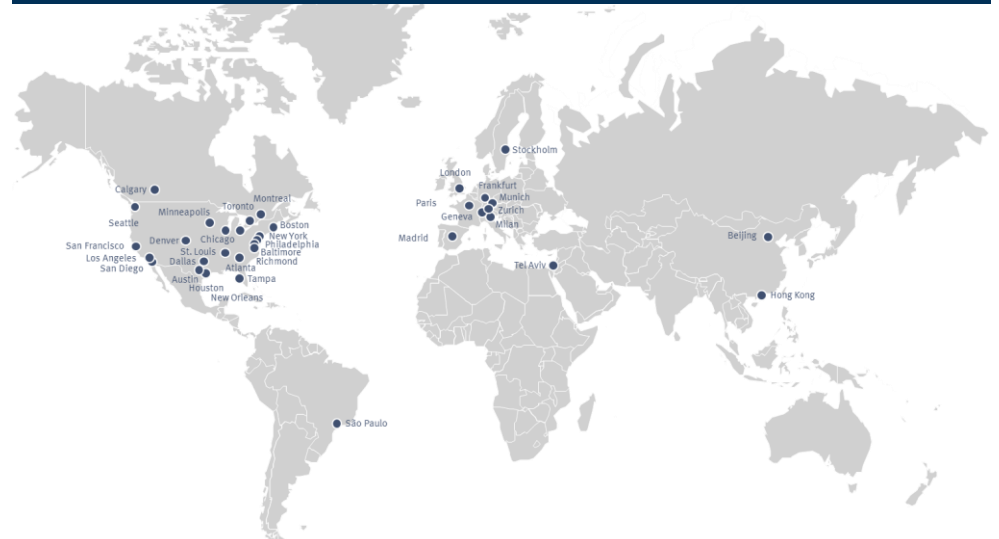 Stockholm
London
Frankfurt
Munich
Paris
Zurich
Geneva
Milan
Madrid
Tel Aviv
Beijing
Hong Kong
Calgary
Montreal
Toronto
Minneapolis
Seattle
Boston
New York
Chicago
Denver
Philadelphia
San Francisco
St. Louis
Baltimore
Los Angeles
Dallas
Richmond
San Diego
Atlanta
Austin
Tampa
Houston
New Orleans
São Paulo